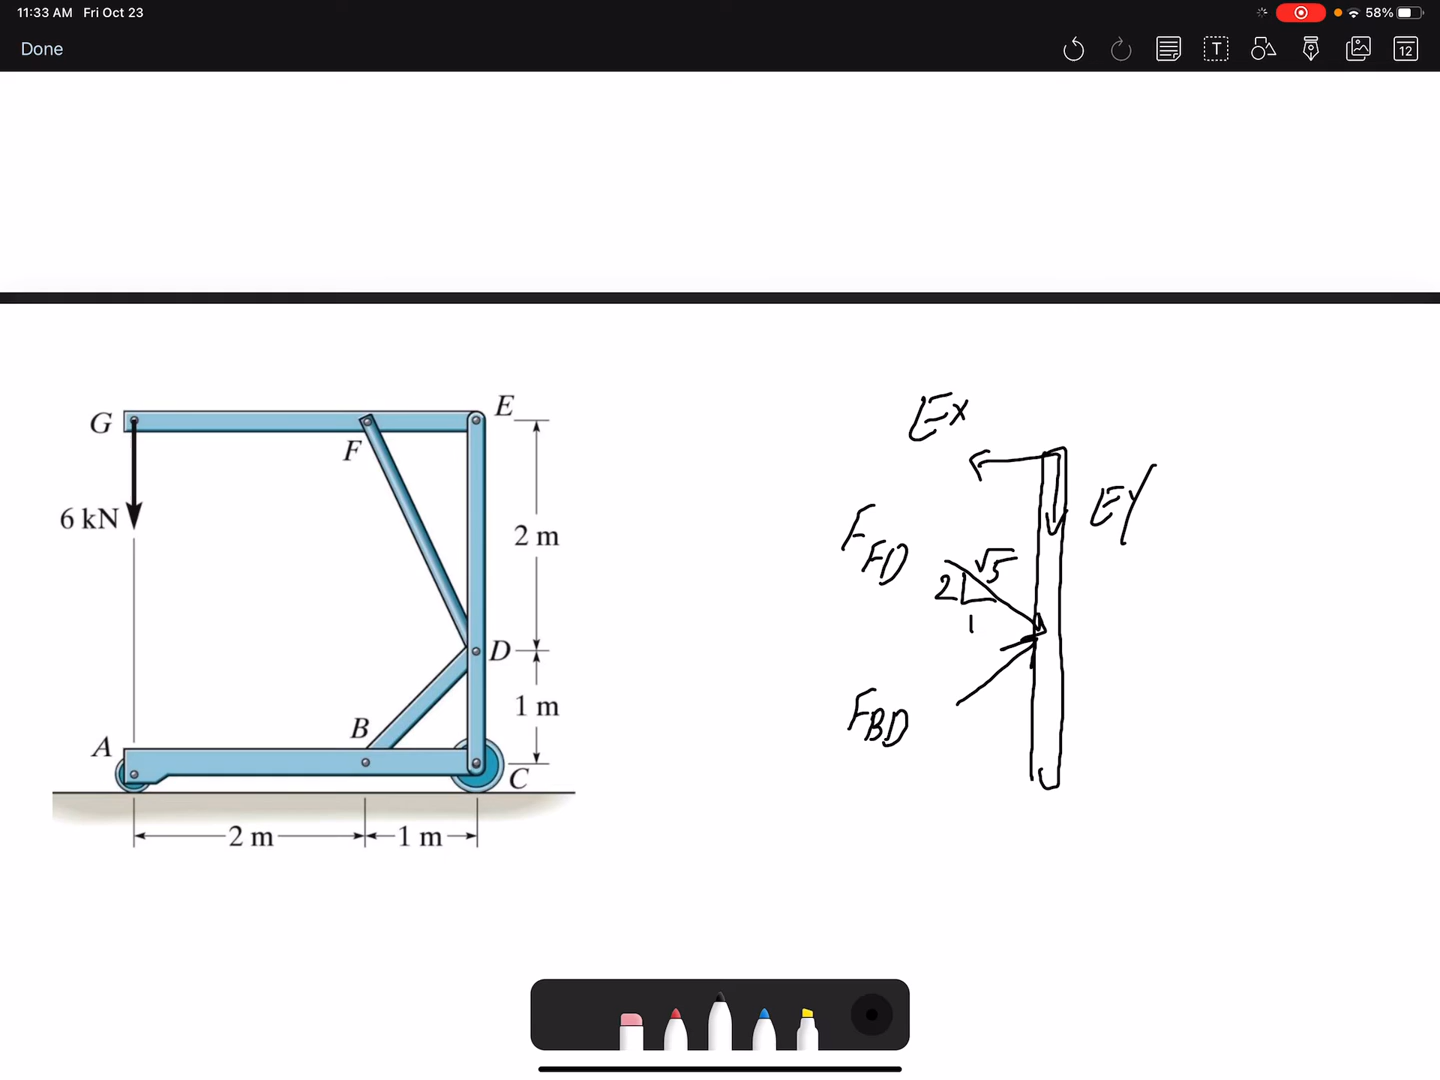 11:33 AM Fri Oct 23
58%
Done
T
12
G
E
F
6 kN
2 m
D
1 m
B
A
C
2 m
1 m
Ex
Ey
FFD
√5
2
1
FBD